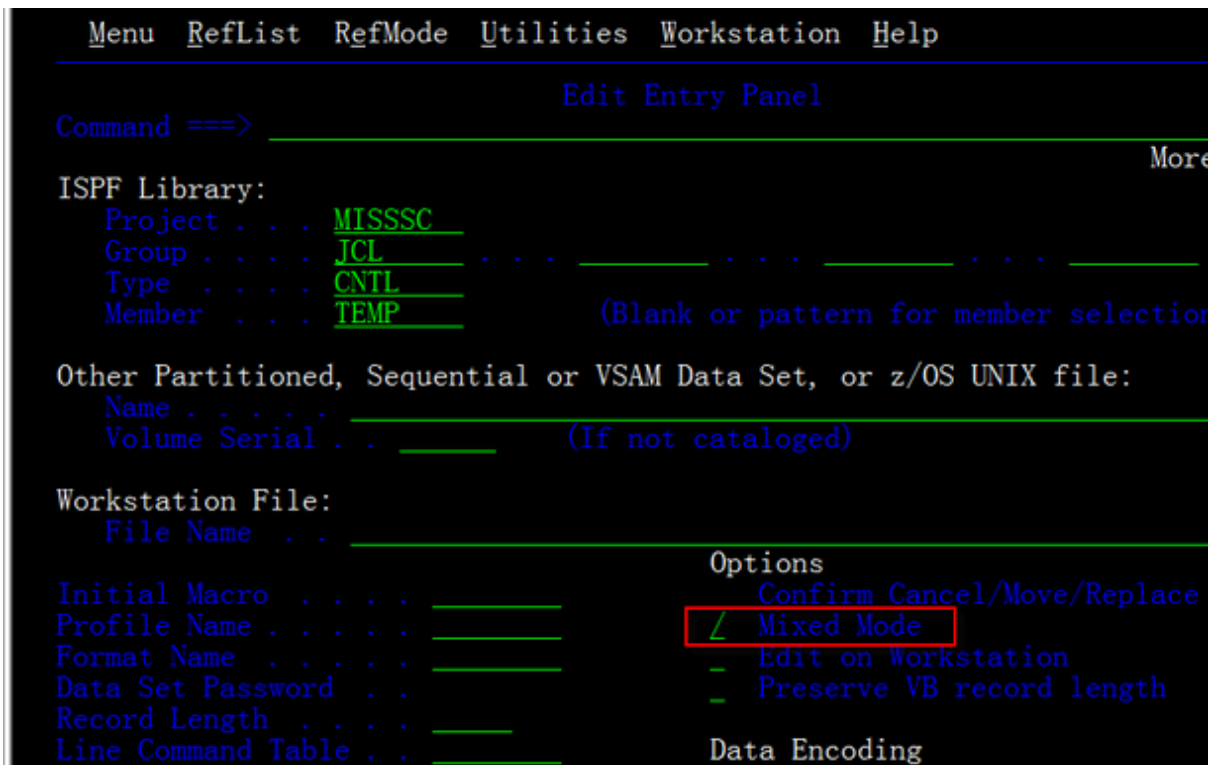 Menu RefList RefMode Utilities Workstation Help
Edit Entry Panel
Command ===>
More
ISPF Library:
Project . . . MISSSC
Group . . . . JCL . . . . . . . . .
Type . . . . CNTL
Member . . . TEMP (Blank or pattern for member selection
Other Partitioned, Sequential or VSAM Data Set, or z/OS UNIX file:
Name . . . . .
Volume Serial . . (If not cataloged)
Workstation File:
File Name . .
Options
Initial Macro . . . . Confirm Cancel/Move/Replace
Profile Name . . . . . / Mixed Mode
Format Name . . . . . Edit on Workstation
Data Set Password . . Preserve VB record length
Record Length . . . .
Line Command Table . . Data Encoding